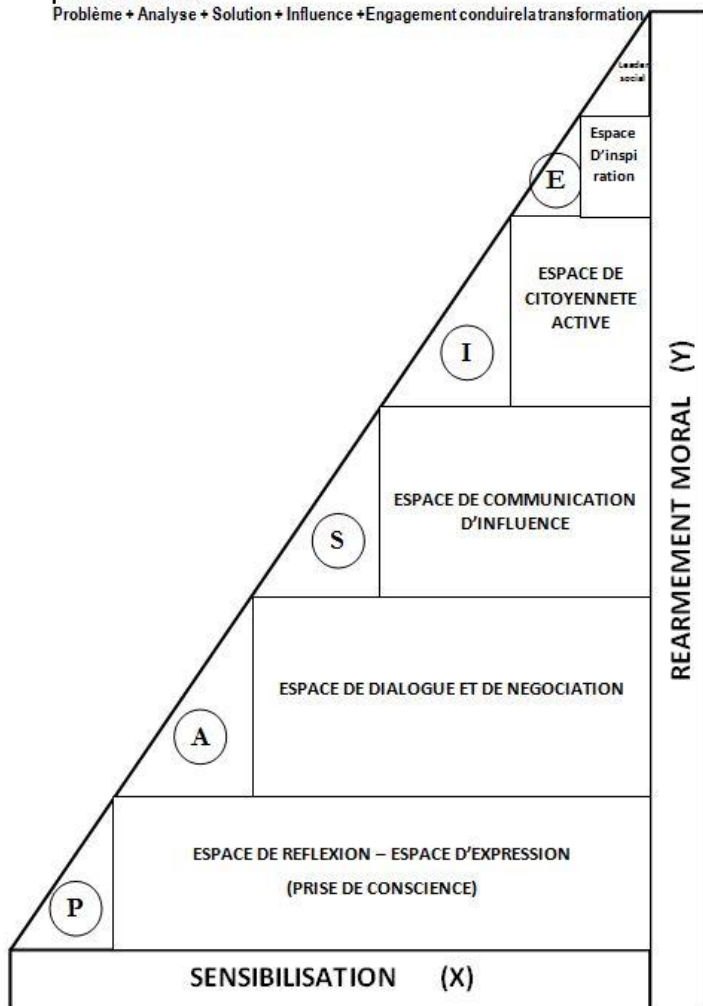 Problème + Analyse + Solution + Influence +Engagement conduirelatransformation
Leader
social
Espace
D'inspi
ration
E
ESPACE DE
CITOYENNETE
ACTIVE
I
ESPACE DE COMMUNICATION
D'INFLUENCE
S
ESPACE DE DIALOGUE ET DE NEGOCIATION
A
ESPACE DE REFLEXION – ESPACE D'EXPRESSION
(PRISE DE CONSCIENCE)
P
SENSIBILISATION (X)
REARMEMENT MORAL (Y)